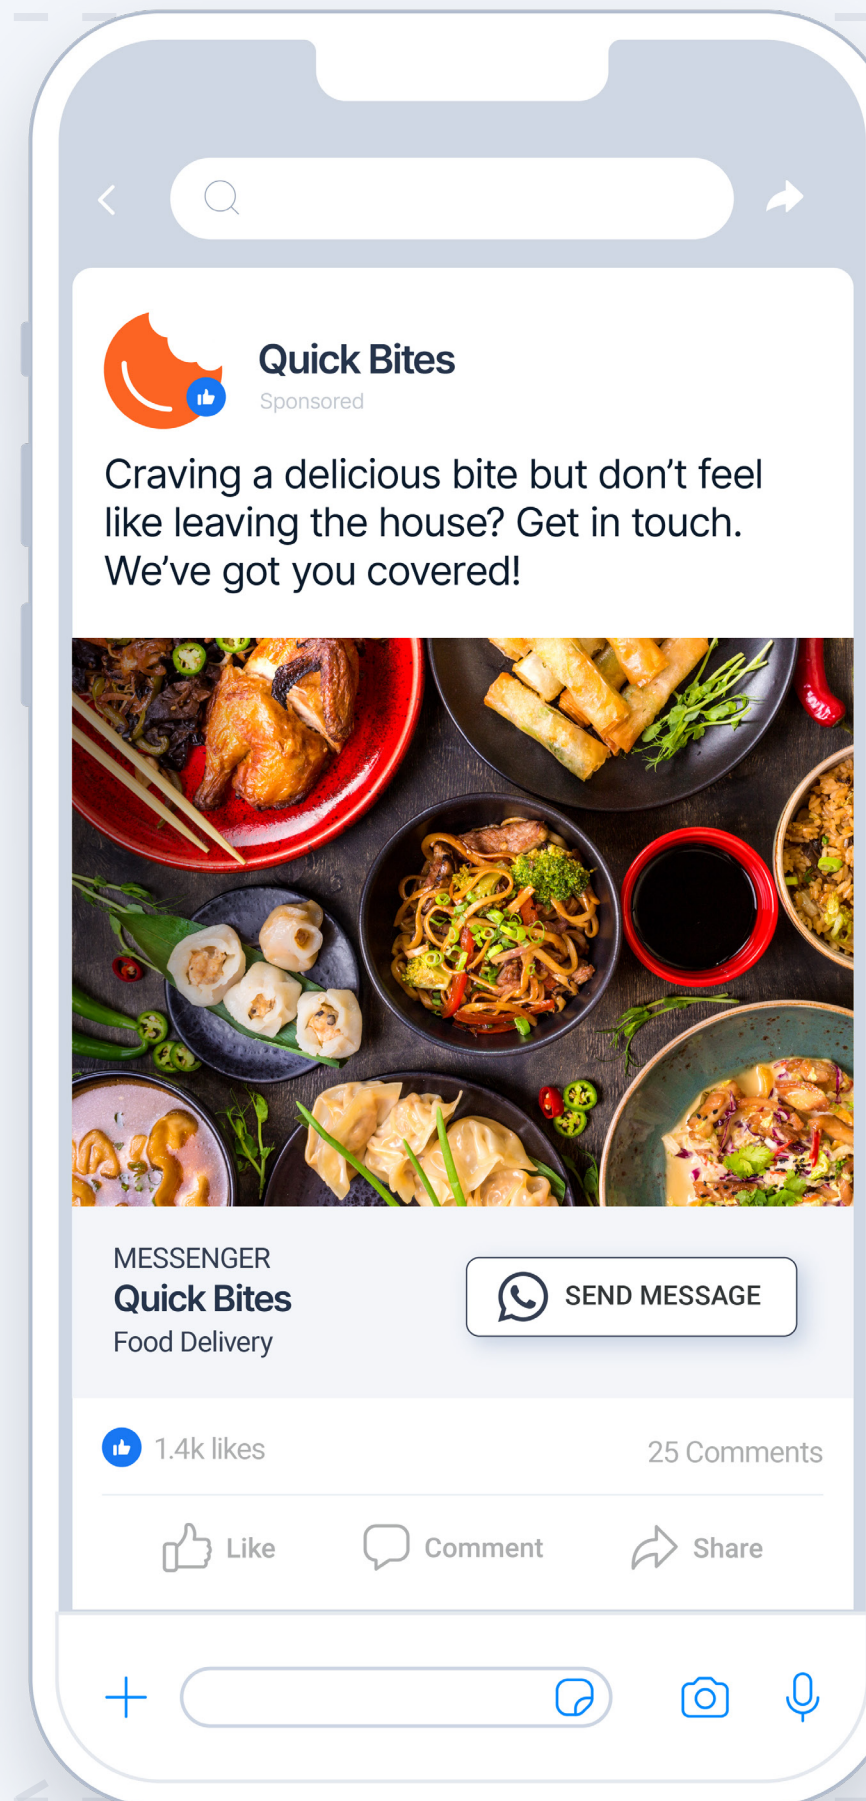 Quick Bites
Sponsored
Craving a delicious bite but don’t feel
like leaving the house? Get in touch.
We’ve got you covered!
MESSENGER
Quick Bites
Food Delivery
SEND MESSAGE
1.4k likes
25 Comments
Like
Comment
Share